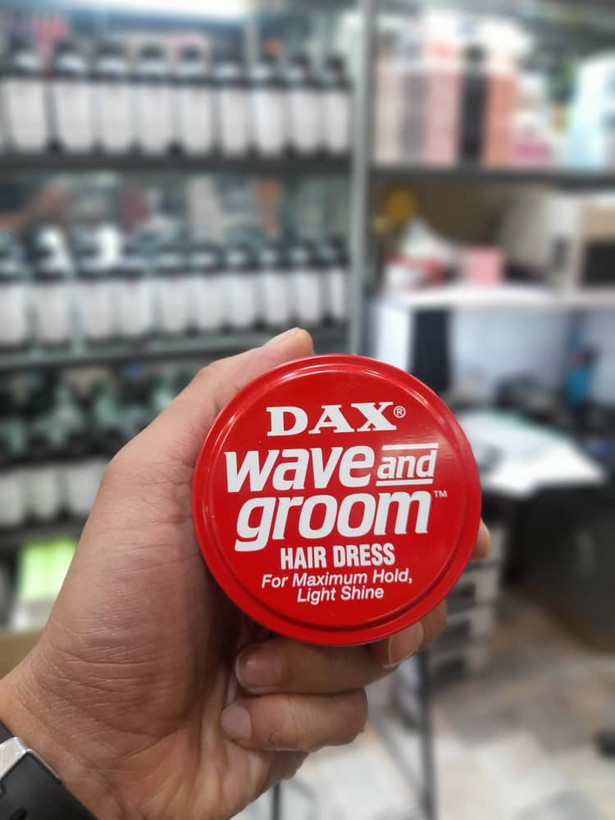 DAX®
wave and
groom™
HAIR DRESS
For Maximum Hold,
Light Shine